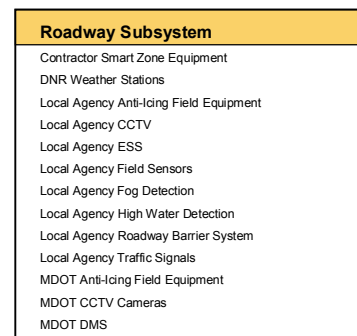 Roadway Subsystem
Contractor Smart Zone Equipment
DNR Weather Stations
Local Agency Anti-Icing Field Equipment
Local Agency CCTV
Local Agency ESS
Local Agency Field Sensors
Local Agency Fog Detection
Local Agency High Water Detection
Local Agency Roadway Barrier System
Local Agency Traffic Signals
MDOT Anti-Icing Field Equipment
MDOT CCTV Cameras
MDOT DMS